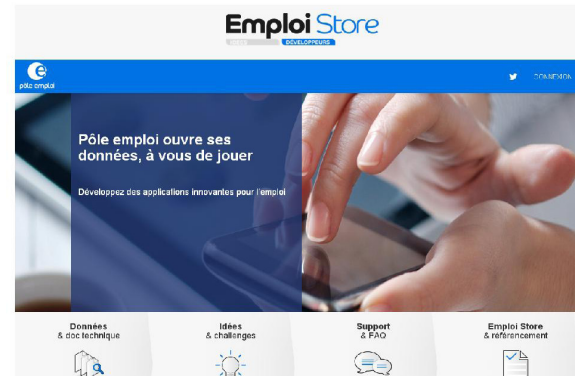 Emploi Store
DÉVELOPPEURS
pôle emploi
CONNEXION
Pôle emploi ouvre ses
données, à vous de jouer
Développez des applications innovantes pour l'emploi
Données
& doc technique
Idées
& challenges
Support
& FAQ
Emploi Store
& référencement